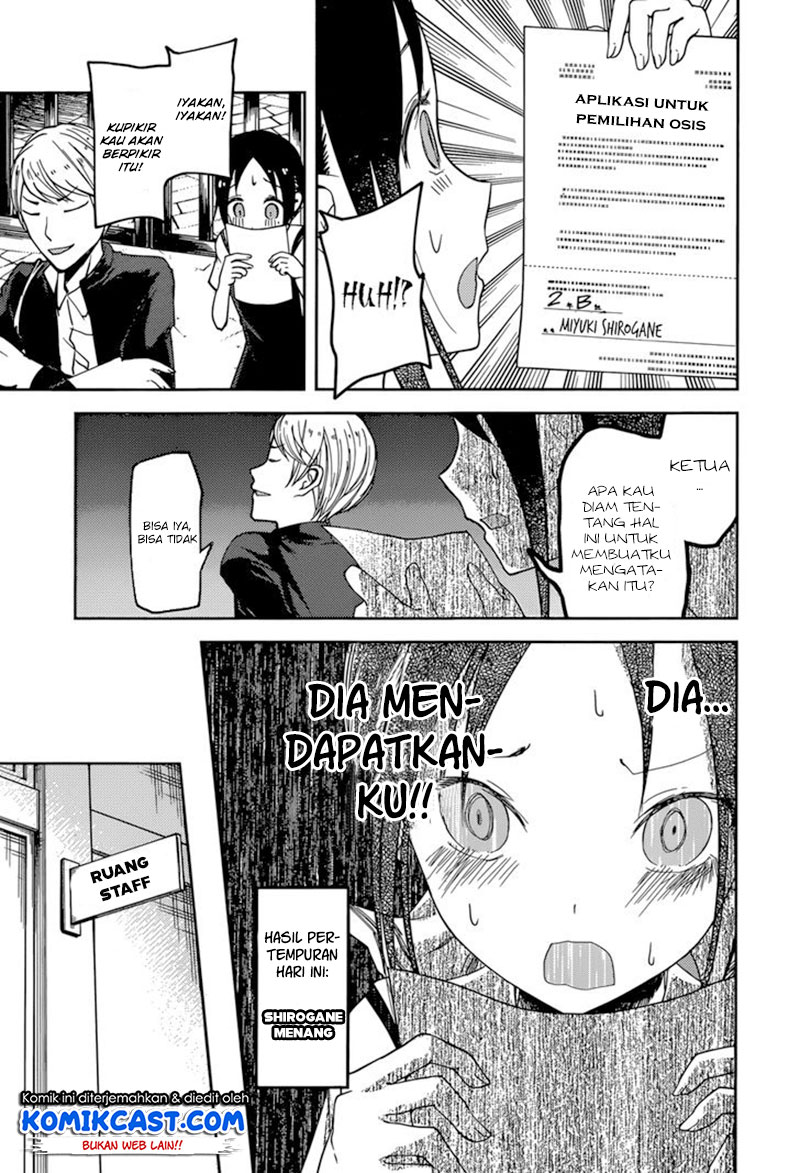 APLIKASI UNTUK
PEMILIHAN OSIS
2-B
MIYUKI SHIROGANE
HUH!?
IYAKAN,
IYAKAN!
KUPIKIR
KAU AKAN
BERPIKIR
ITU!
KETUA
...
APA KAU
DIAM TEN-
TANG HAL
INI UNTUK
MEMBUATKU
MENGATA-
KAN ITU?
BISA IYA,
BISA TIDAK
DIA...
DIA MEN-
DAPATKAN-
KU!!
HASIL PER-
TEMPURAN
HARI INI:
SHIROGANE
MENANG
RUANG
STAFF
Komik ini diterjemahkan & diedit oleh
KOMIKCAST.COM
BUKAN WEB LAIN!!